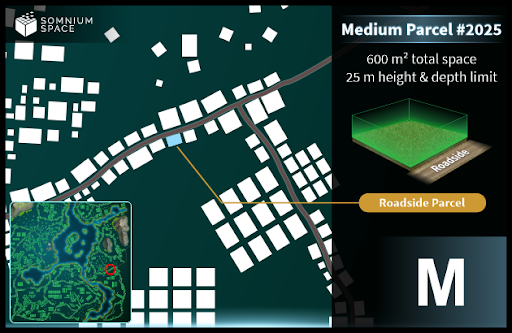 SOMNIUM
SPACE
Medium Parcel #2025
600 m² total space
25 m height & depth limit
Roadside
Roadside Parcel
M